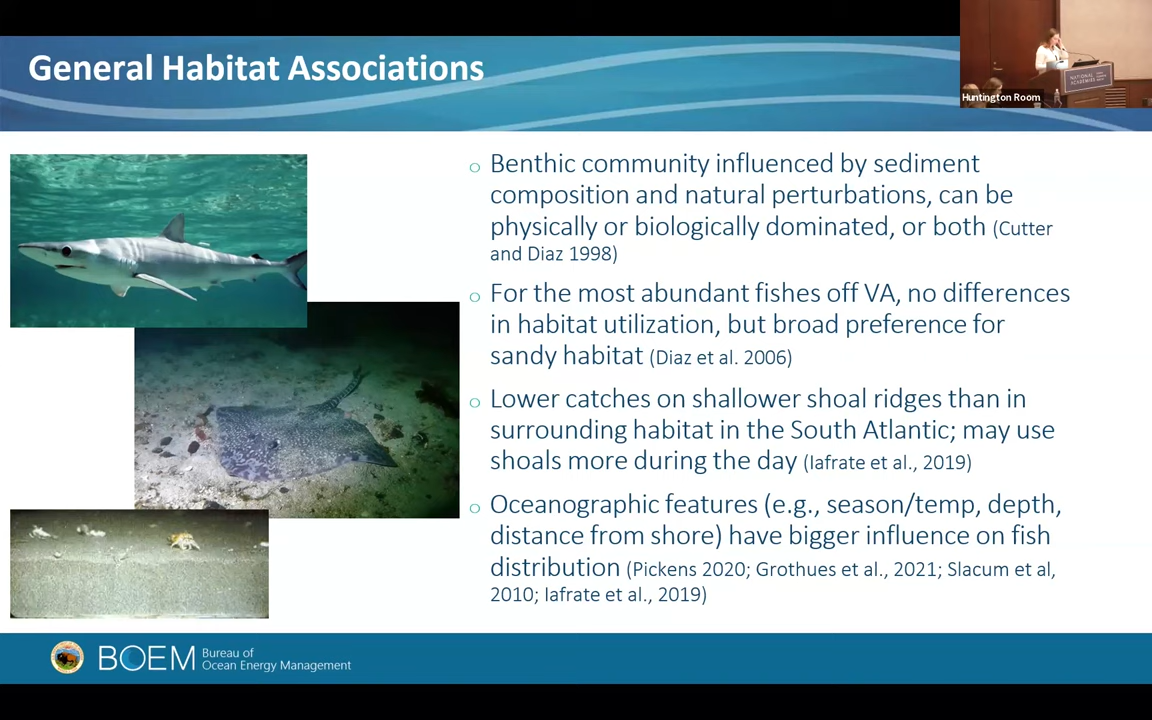 General Habitat Associations
NATIONAL
ACADEMIES
Huntington Room
o Benthic community influenced by sediment
composition and natural perturbations, can be
physically or biologically dominated, or both (Cutter
and Diaz 1998)
o For the most abundant fishes off VA, no differences
in habitat utilization, but broad preference for
sandy habitat (Diaz et al. 2006)
o Lower catches on shallower shoal ridges than in
surrounding habitat in the South Atlantic; may use
shoals more during the day (Iafrate et al., 2019)
o Oceanographic features (e.g., season/temp, depth,
distance from shore) have bigger influence on fish
distribution (Pickens 2020; Grothues et al., 2021; Slacum et al,
2010; Iafrate et al., 2019)
BOEM
Bureau of
Ocean Energy Management